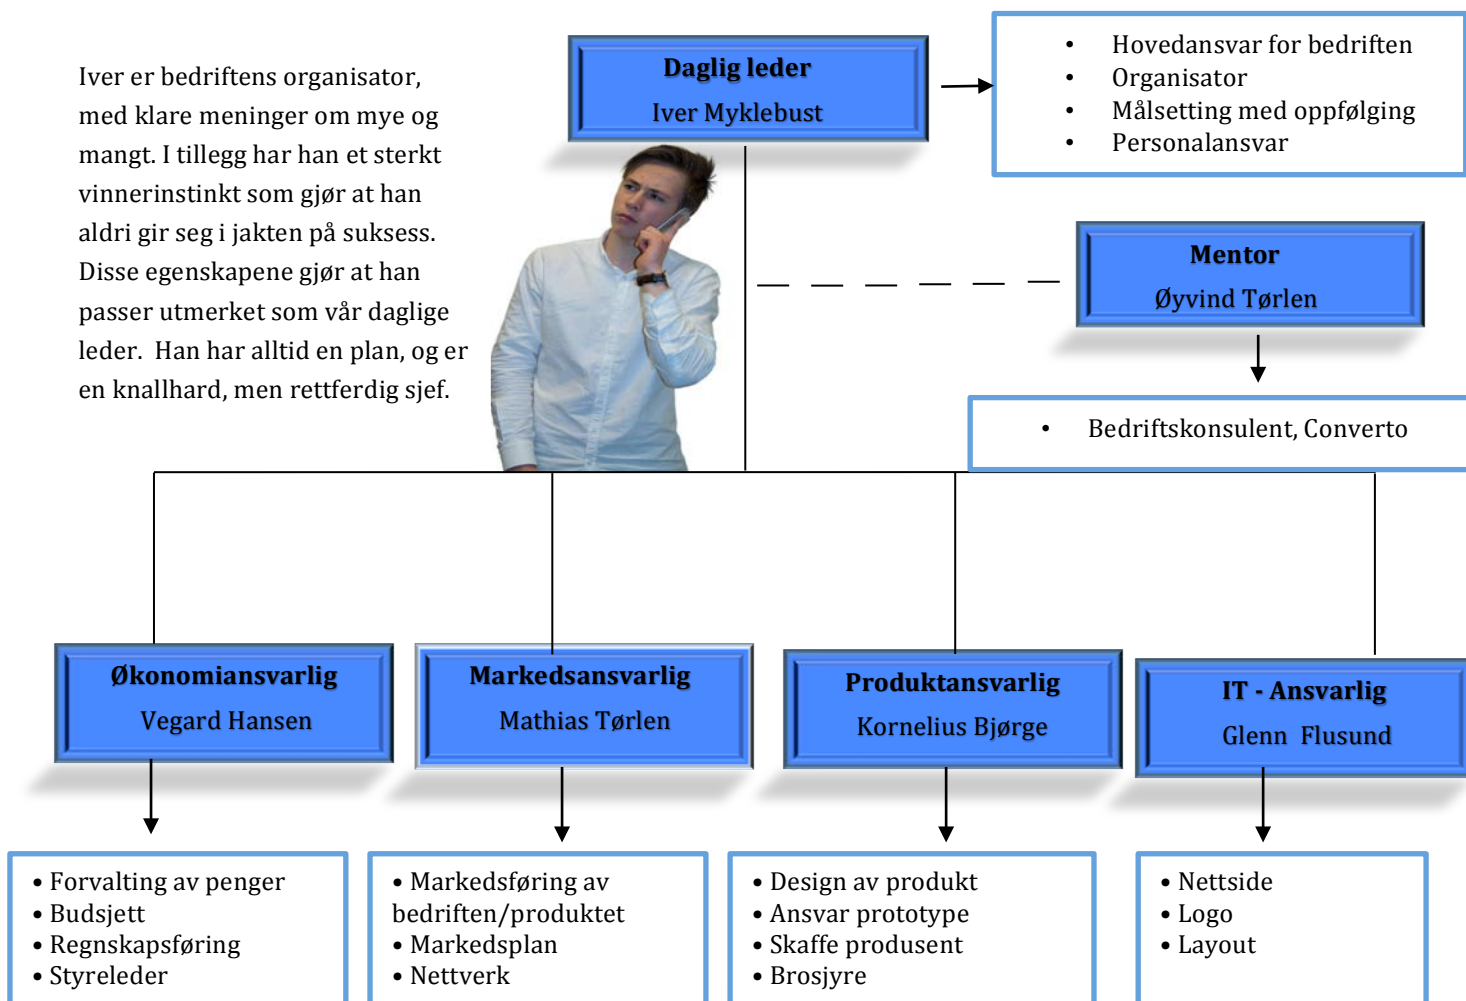 Iver er bedriftens organisator,
med klare meninger om mye og
mangt. I tillegg har han et sterkt
vinnerinstinkt som gjør at han
aldri gir seg i jakten på suksess.
Disse egenskapene gjør at han
passer utmerket som vår daglige
leder. Han har alltid en plan, og er
en knallhard, men rettferdig sjef.
Daglig leder
Iver Myklebust
• Hovedansvar for bedriften
• Organisator
• Målsetting med oppfølging
• Personalansvar
Mentor
Øyvind Tørlen
• Bedriftskonsulent, Converto
Økonomiansvarlig
Vegard Hansen
Markedsansvarlig
Mathias Tørlen
Produktansvarlig
Kornelius Bjørge
IT - Ansvarlig
Glenn Flusund
• Forvalting av penger
• Budsjett
• Regnskapsføring
• Styreleder
• Markedsføring av
bedriften/produktet
• Markedsplan
• Nettverk
• Design av produkt
• Ansvar prototype
• Skaffe produsent
• Brosjyre
• Nettside
• Logo
• Layout